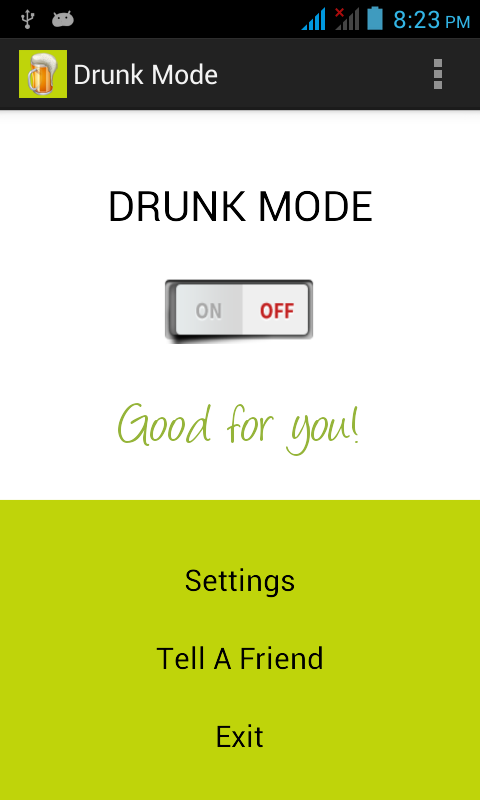 8:23 PM
Drunk Mode
DRUNK MODE
ON OFF
Good for you!
Settings
Tell A Friend
Exit